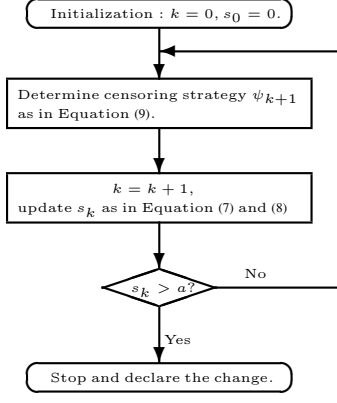 Initialization : k = 0, s₀ = 0.
Determine censoring strategy ψₖ₊₁
as in Equation (9).
k = k + 1,
update sₖ as in Equation (7) and (8)
sₖ > a?
No
Yes
Stop and declare the change.